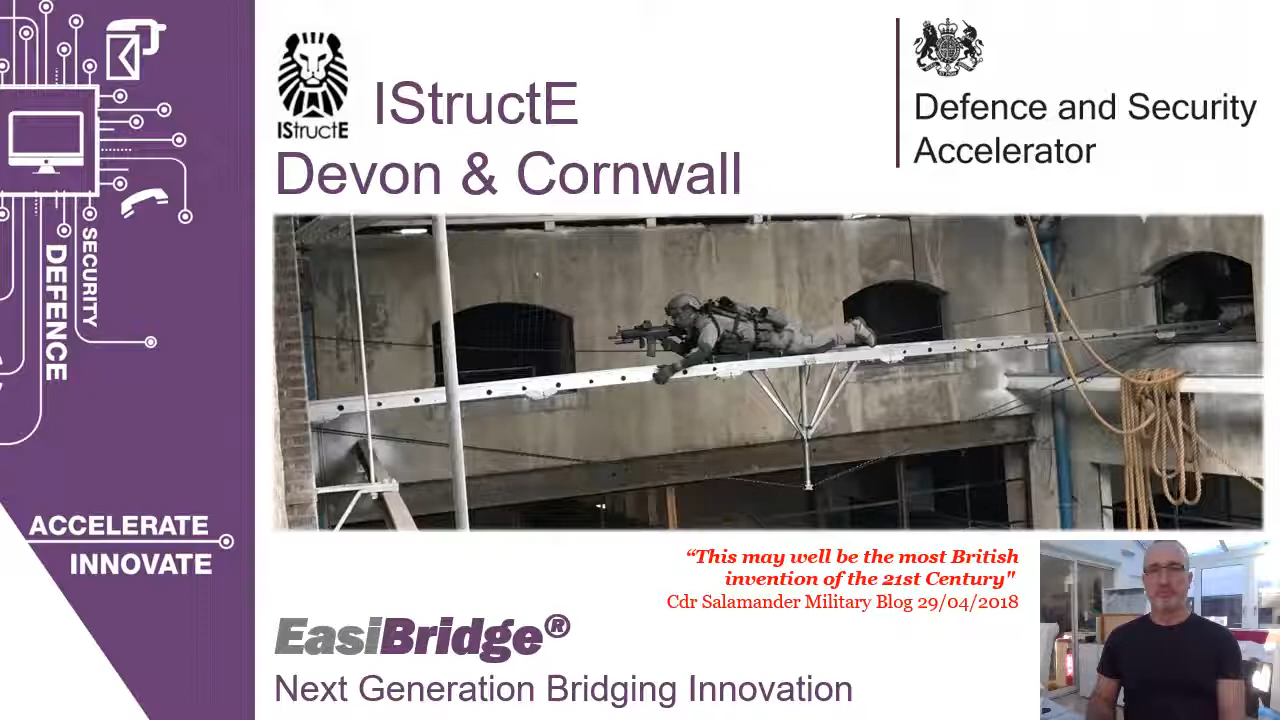 IStructE
IStructE
Devon & Cornwall
Defence and Security
Accelerator
SECURITY
DEFENCE
ACCELERATE
INNOVATE
“This may well be the most British
invention of the 21st Century"
Cdr Salamander Military Blog 29/04/2018
EasiBridge®
Next Generation Bridging Innovation